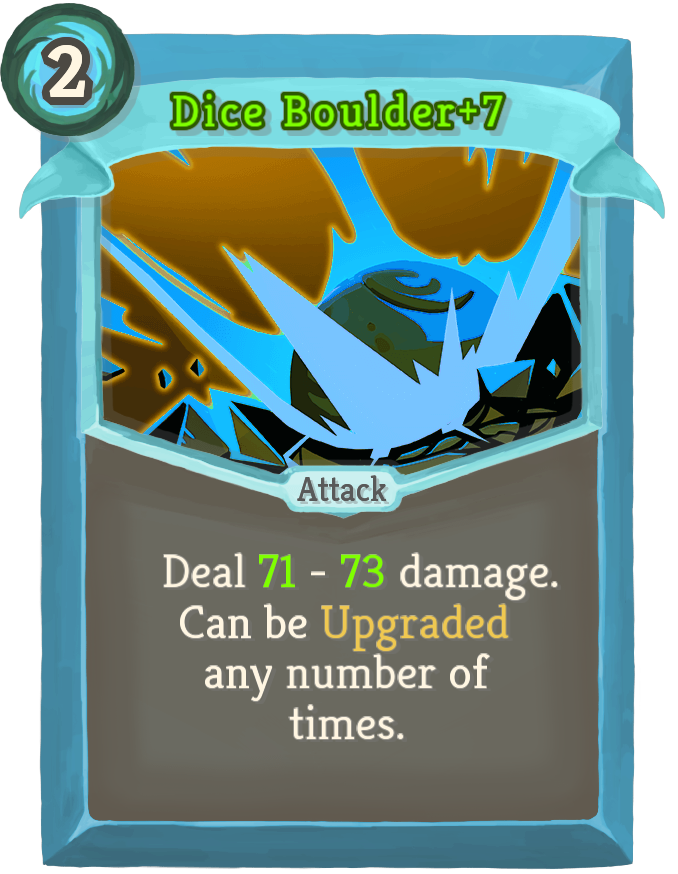 2
Dice Boulder+7
Attack
Deal 71 - 73 damage.
Can be Upgraded
any number of
times.